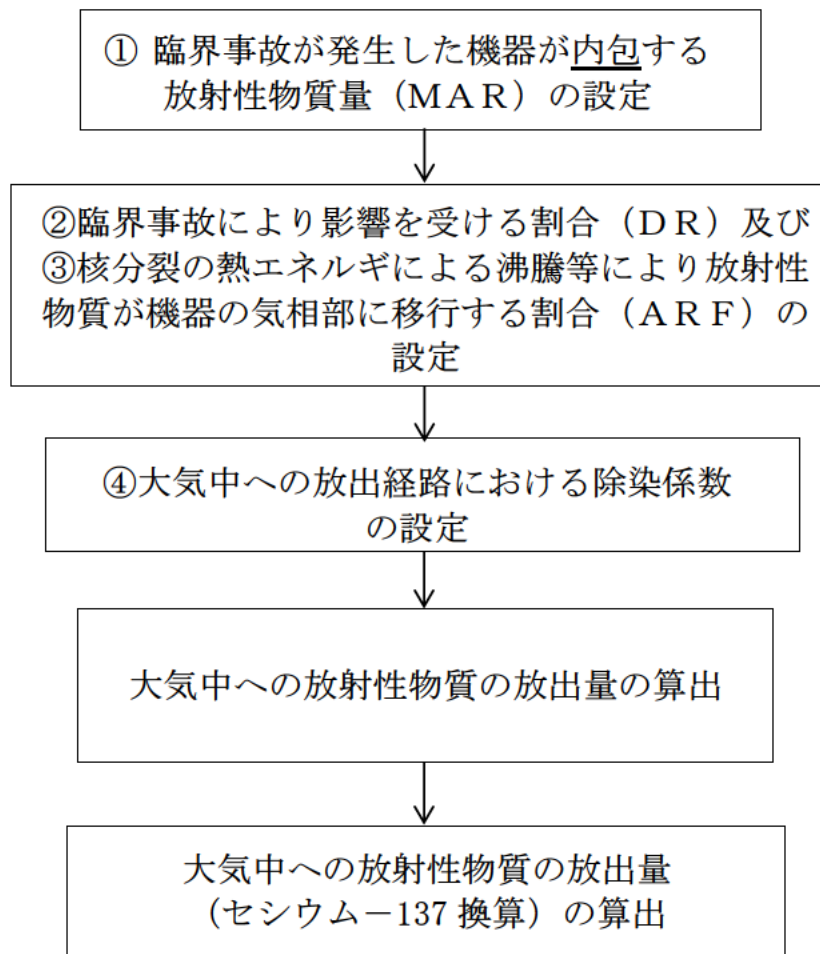 ① 臨界事故が発生した機器が内包する
放射性物質量（ＭＡＲ）の設定
②臨界事故により影響を受ける割合（ＤＲ）及び
③核分裂の熱エネルギによる沸騰等により放射性
物質が機器の気相部に移行する割合（ＡＲＦ）の
設定
④大気中への放出経路における除染係数
の設定
大気中への放射性物質の放出量の算出
大気中への放射性物質の放出量
（セシウム－137 換算）の算出